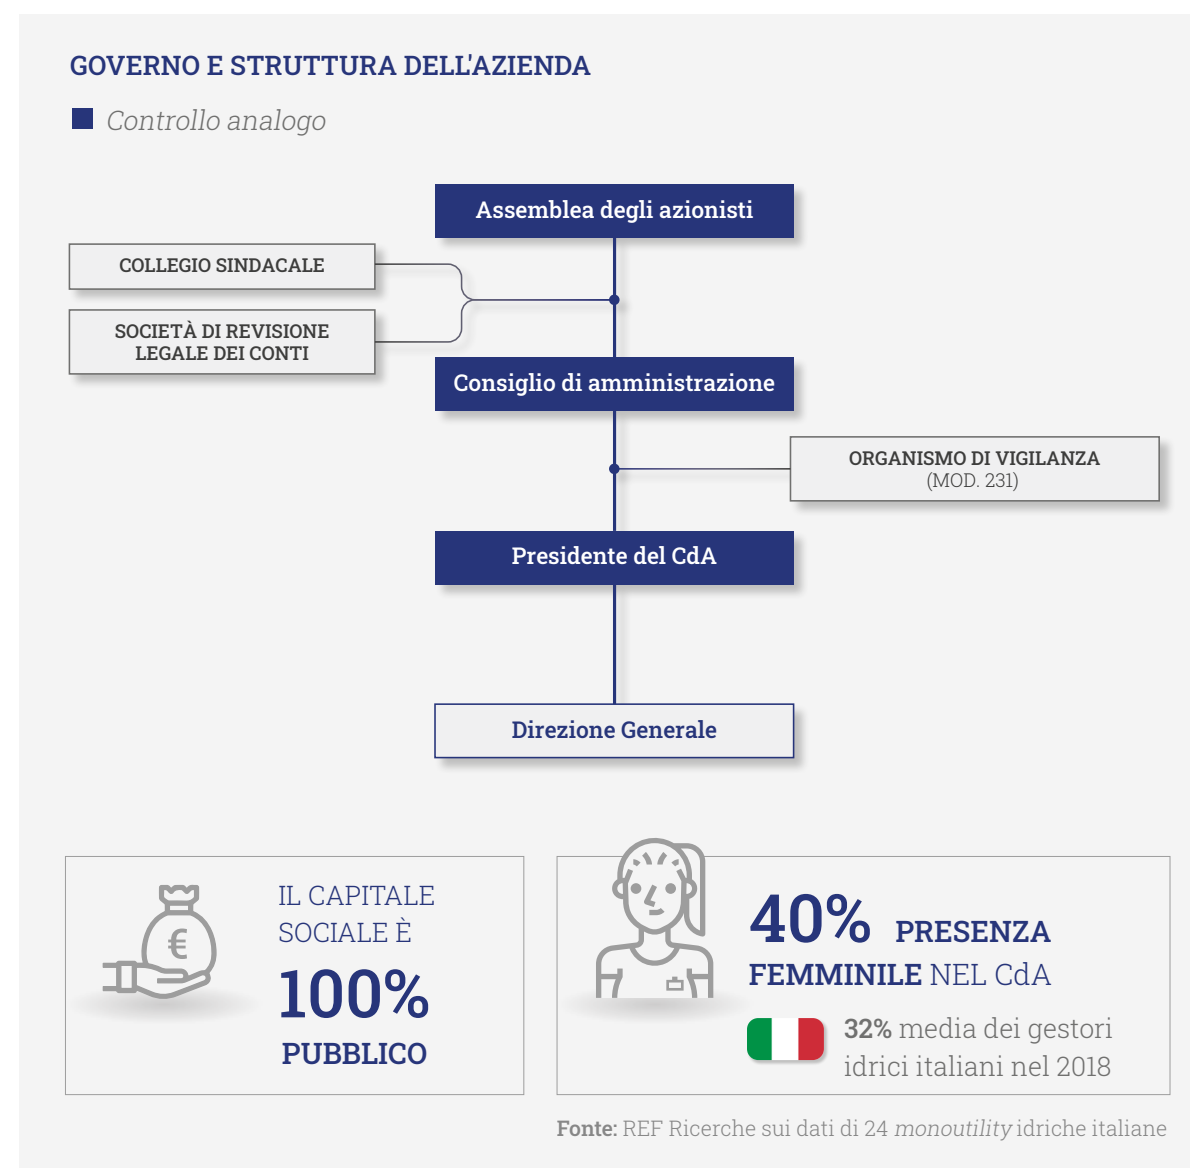 GOVERNO E STRUTTURA DELL'AZIENDA
Controllo analogo
Assemblea degli azionisti
COLLEGIO SINDACALE
SOCIETÀ DI REVISIONE
LEGALE DEI CONTI
Consiglio di amministrazione
ORGANISMO DI VIGILANZA
(MOD. 231)
Presidente del CdA
Direzione Generale
€
IL CAPITALE
SOCIALE È
100%
PUBBLICO
40% PRESENZA
FEMMINILE NEL CdA
32% media dei gestori
idrici italiani nel 2018
Fonte: REF Ricerche sui dati di 24 monoutility idriche italiane